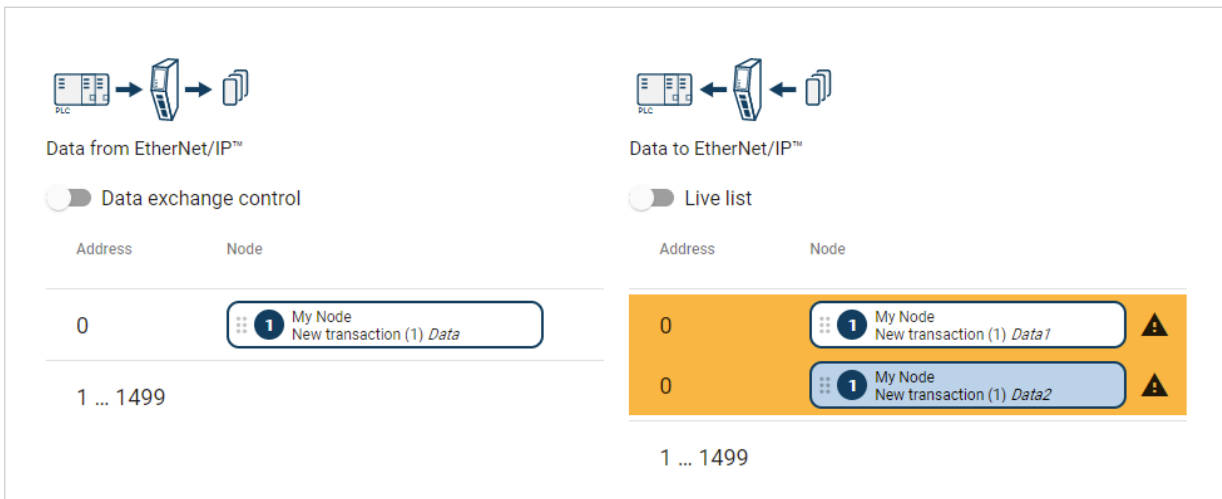 PLC
Data from EtherNet/IP™
Data exchange control
Address Node
0
1
My Node
New transaction (1) Data
1 ... 1499
PLC
Data to EtherNet/IP™
Live list
Address Node
0
1
My Node
New transaction (1) Data1
0
1
My Node
New transaction (1) Data2
1 ... 1499